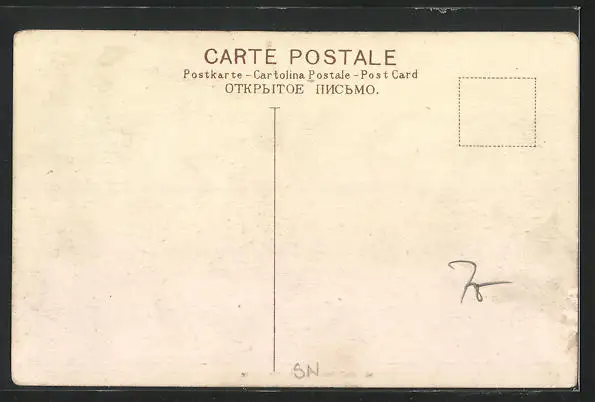 CARTE POSTALE
Postkarte - Cartolina Postale - Post Card
ОТКРЫТОЕ ПИСЬМО.
SN